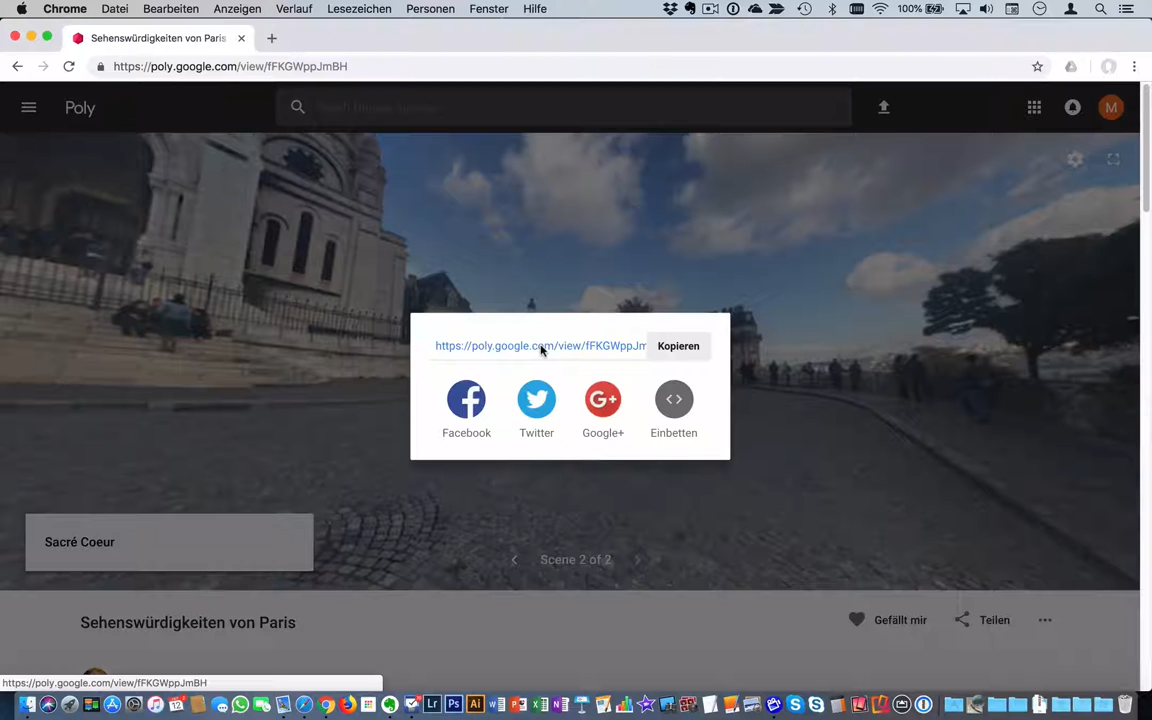 Chrome Datei Bearbeiten Anzeigen Verlauf Lesezeichen Personen Fenster Hilfe 100%
Sehenswürdigkeiten von Paris
https://poly.google.com/view/fFKGWppJmBH
Poly
M
https://poly.google.com/view/fFKGWppJm
Kopieren
Facebook Twitter Google+ Einbetten
Sacré Coeur
Scene 2 of 2
Sehenswürdigkeiten von Paris
Gefällt mir
Teilen
https://poly.google.com/view/fFKGWppJmBH